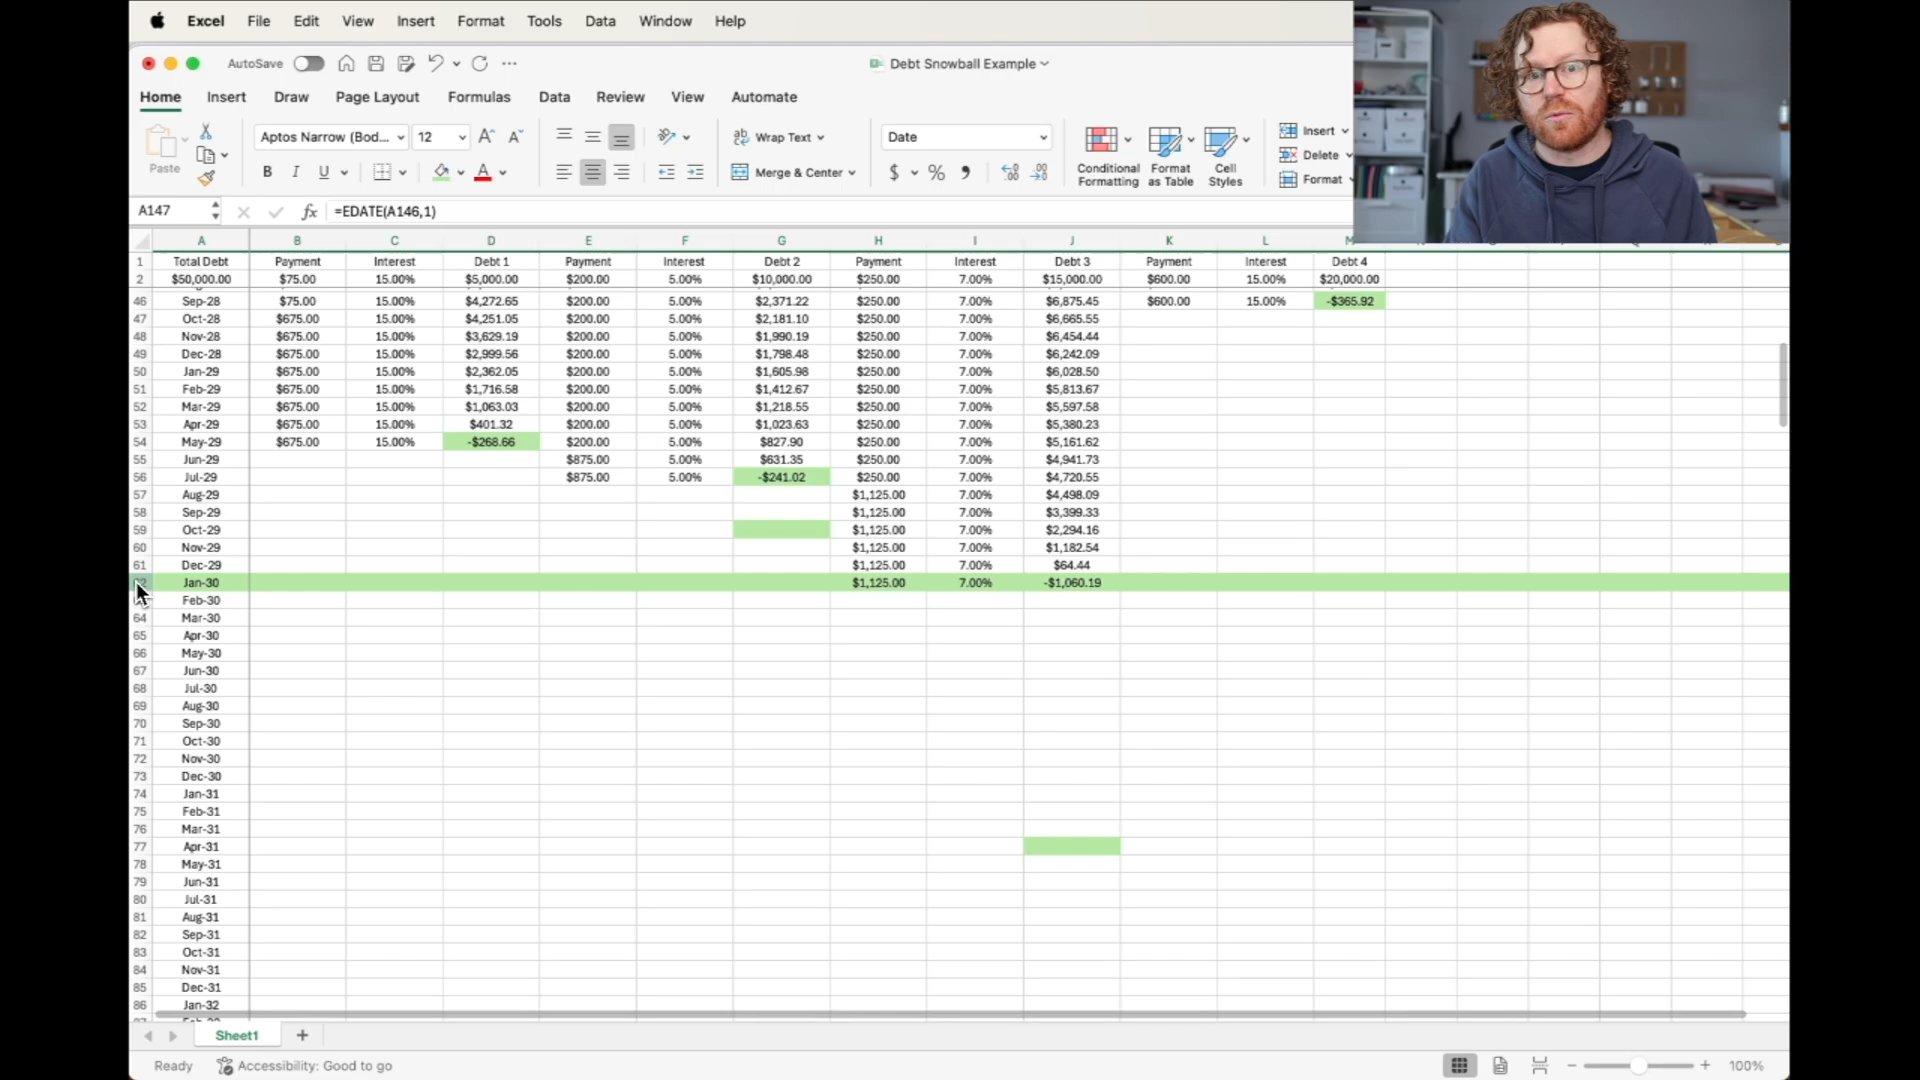 Excel File Edit View Insert Format Tools Data Window Help
AutoSave Debt Snowball Example
Home Insert Draw Page Layout Formulas Data Review View Automate
Paste Aptos Narrow (Bod... 12 Wrap Text Date Conditional Formatting Format as Table Cell Styles Insert
Delete
B I U A Merge & Center $ % Format
A147 fx =EDATE(A146,1)
A B C D E F G H I J K L M
1 Total Debt Payment Interest Debt 1 Payment Interest Debt 2 Payment Interest Debt 3 Payment Interest Debt 4
2 $50,000.00 $75.00 15.00% $5,000.00 $200.00 5.00% $10,000.00 $250.00 7.00% $15,000.00 $600.00 15.00% $20,000.00
46 Sep-28 $75.00 15.00% $4,272.65 $200.00 5.00% $2,371.22 $250.00 7.00% $6,875.45 $600.00 15.00% -$365.92
47 Oct-28 $675.00 15.00% $4,251.05 $200.00 5.00% $2,181.10 $250.00 7.00% $6,665.55
48 Nov-28 $675.00 15.00% $3,629.19 $200.00 5.00% $1,990.19 $250.00 7.00% $6,454.44
49 Dec-28 $675.00 15.00% $2,999.56 $200.00 5.00% $1,798.48 $250.00 7.00% $6,242.09
50 Jan-29 $675.00 15.00% $2,362.05 $200.00 5.00% $1,605.98 $250.00 7.00% $6,028.50
51 Feb-29 $675.00 15.00% $1,716.58 $200.00 5.00% $1,412.67 $250.00 7.00% $5,813.67
52 Mar-29 $675.00 15.00% $1,063.03 $200.00 5.00% $1,218.55 $250.00 7.00% $5,597.58
53 Apr-29 $675.00 15.00% $401.32 $200.00 5.00% $1,023.63 $250.00 7.00% $5,380.23
54 May-29 $675.00 15.00% -$268.66 $200.00 5.00% $827.90 $250.00 7.00% $5,161.62
55 Jun-29 $875.00 5.00% $631.35 $250.00 7.00% $4,941.73
56 Jul-29 $875.00 5.00% -$241.02 $250.00 7.00% $4,720.55
57 Aug-29 $1,125.00 7.00% $4,498.09
58 Sep-29 $1,125.00 7.00% $3,399.33
59 Oct-29 $1,125.00 7.00% $2,294.16
60 Nov-29 $1,125.00 7.00% $1,182.54
61 Dec-29 $1,125.00 7.00% $64.44
Jan-30 $1,125.00 7.00% -$1,060.19
Feb-30
64 Mar-30
65 Apr-30
66 May-30
67 Jun-30
68 Jul-30
69 Aug-30
70 Sep-30
71 Oct-30
72 Nov-30
73 Dec-30
74 Jan-31
75 Feb-31
76 Mar-31
77 Apr-31
78 May-31
79 Jun-31
80 Jul-31
81 Aug-31
82 Sep-31
83 Oct-31
84 Nov-31
85 Dec-31
86 Jan-32
Sheet1
Ready Accessibility: Good to go 100%